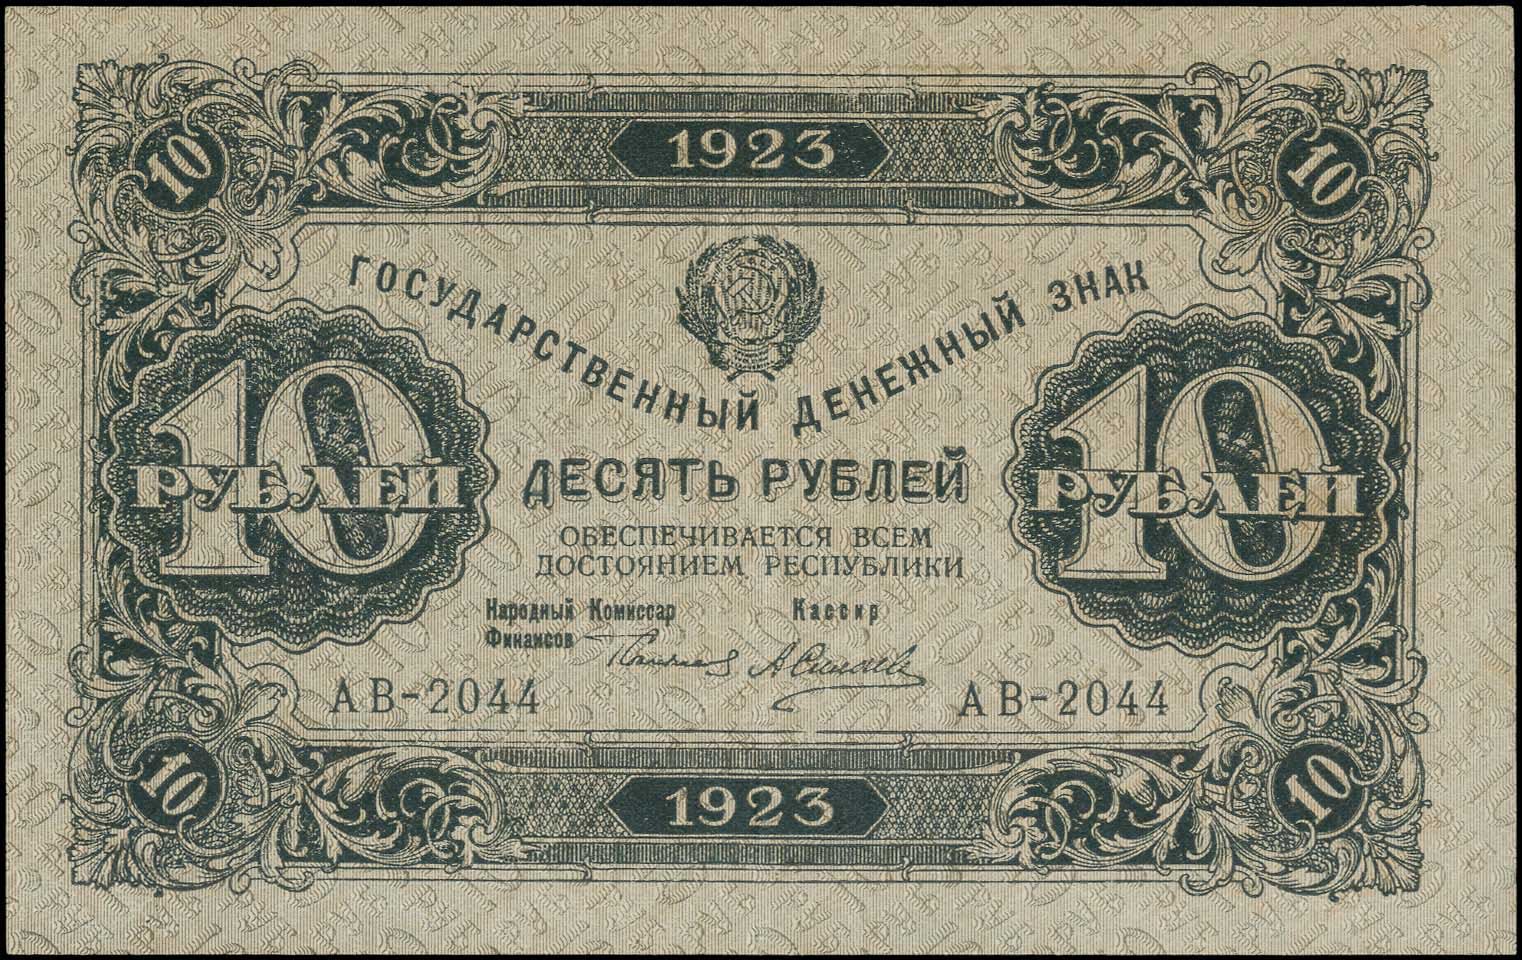 10 1923 10
ГОСУДАРСТВЕННЫЙ ДЕНЕЖНЫЙ ЗНАК
10 РУБЛЕЙ
10 РУБЛЕЙ
ДЕСЯТЬ РУБЛЕЙ
ОБЕСПЕЧИВАЕТСЯ ВСЕМ
ДОСТОЯНИЕМ РЕСПУБЛИКИ
Народный Комиссар
Финансов
Кассир
АВ-2044 АВ-2044
10 1923 10